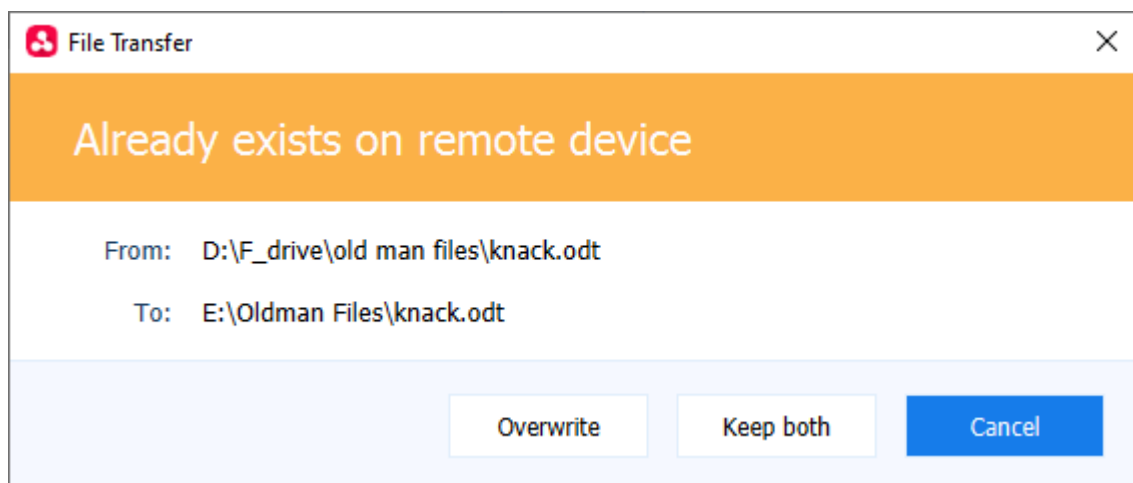 File Transfer
Already exists on remote device
From: D:\F_drive\old man files\knack.odt
To: E:\Oldman Files\knack.odt
Overwrite Keep both Cancel